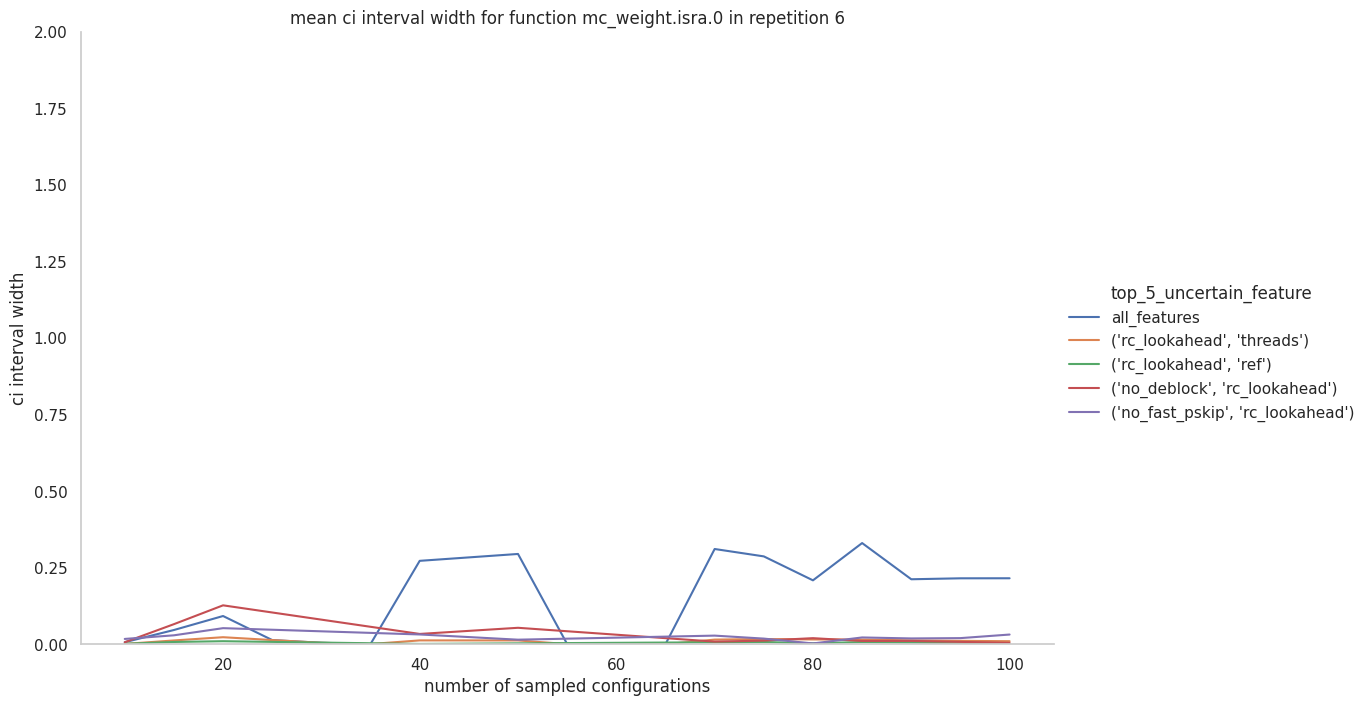 mean ci interval width for function mc_weight.isra.0 in repetition 6
2.00
1.75
1.50
1.25
1.00
0.75
0.50
0.25
0.00
ci interval width
20
40
60
80
100
number of sampled configurations
top_5_uncertain_feature
all_features
('rc_lookahead', 'threads')
('rc_lookahead', 'ref')
('no_deblock', 'rc_lookahead')
('no_fast_pskip', 'rc_lookahead')